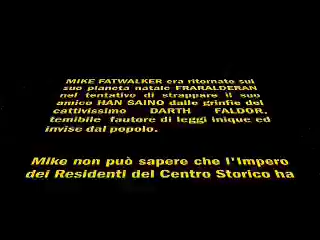 MIKE FATWALKER era ritornato sul
suo pianeta natale FRARALDERAN
nel tentativo di strappare il suo
amico HAN SAINO dalle grinfie del
cattivissimo DARTH FALDOR,
temibile fautore di leggi inique ed
invise dal popolo.
Mike non può sapere che l'Impero
dei Residenti del Centro Storico ha